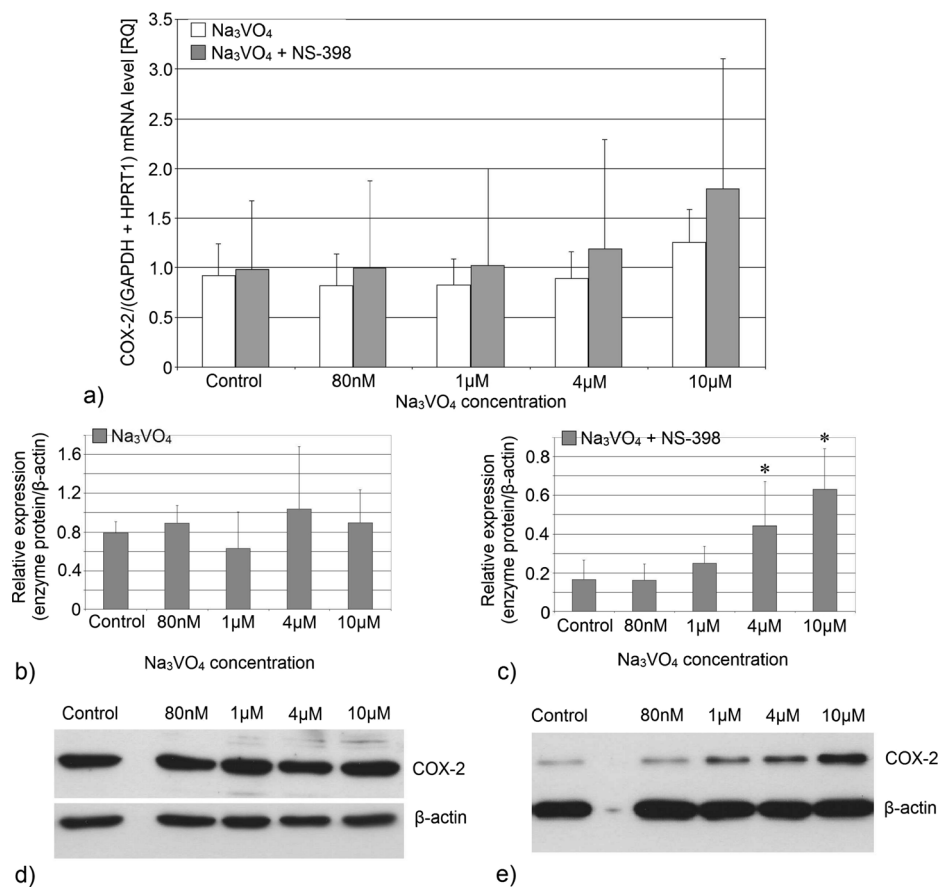 COX-2/(GAPDH + HPRT1) mRNA level [RQ]
3.5
3.0
2.5
2.0
1.5
1.0
0.5
0
Na₃VO₄
Na₃VO₄ + NS-398
Control 80nM 1µM 4µM 10µM
Na₃VO₄ concentration
a)
Relative expression
(enzyme protein/β-actin)
1.6
1.2
0.8
0.4
0
Na₃VO₄
Control 80nM 1µM 4µM 10µM
Na₃VO₄ concentration
b)
Relative expression
(enzyme protein/β-actin)
0.8
0.6
0.4
0.2
0
Na₃VO₄ + NS-398
* *
Control 80nM 1µM 4µM 10µM
Na₃VO₄ concentration
c)
Control 80nM 1µM 4µM 10µM
COX-2
β-actin
d)
Control 80nM 1µM 4µM 10µM
COX-2
β-actin
e)